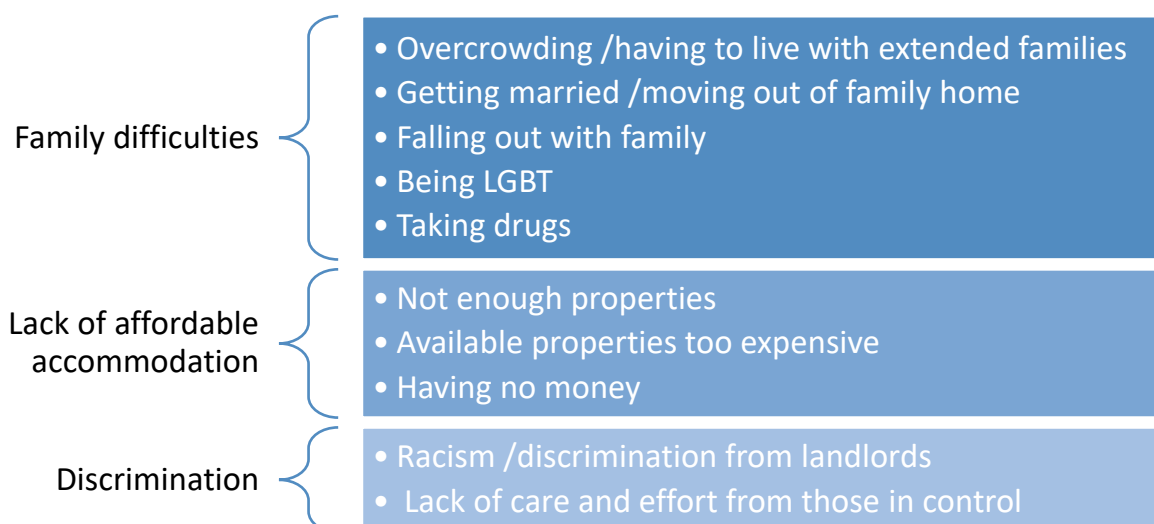 Family difficulties
• Overcrowding /having to live with extended families
• Getting married /moving out of family home
• Falling out with family
• Being LGBT
• Taking drugs
Lack of affordable
accommodation
• Not enough properties
• Available properties too expensive
• Having no money
Discrimination
• Racism /discrimination from landlords
• Lack of care and effort from those in control